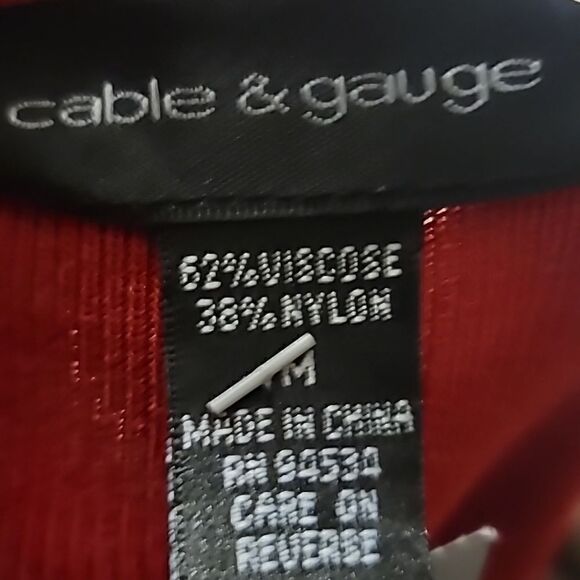 cable & gauge
62% VISCOSE
38% NYLON
M
MADE IN CHINA
RN 94534
CARE ON
REVERSE